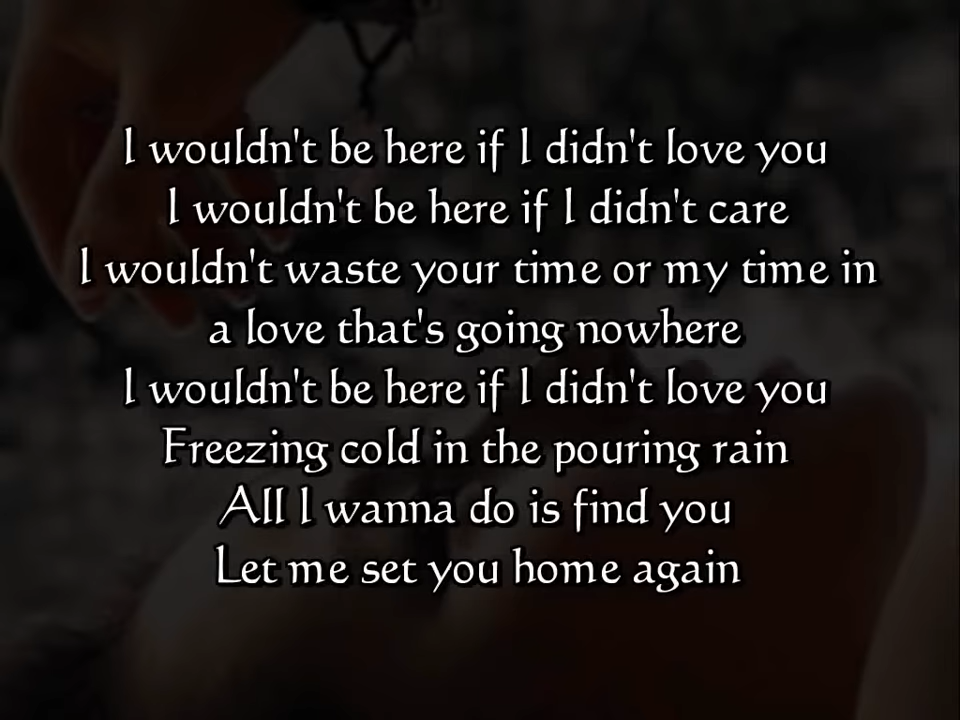 I wouldn't be here if I didn't love you
I wouldn't be here if I didn't care
I wouldn't waste your time or my time in
a love that's going nowhere
I wouldn't be here if I didn't love you
Freezing cold in the pouring rain
All I wanna do is find you
Let me set you home again